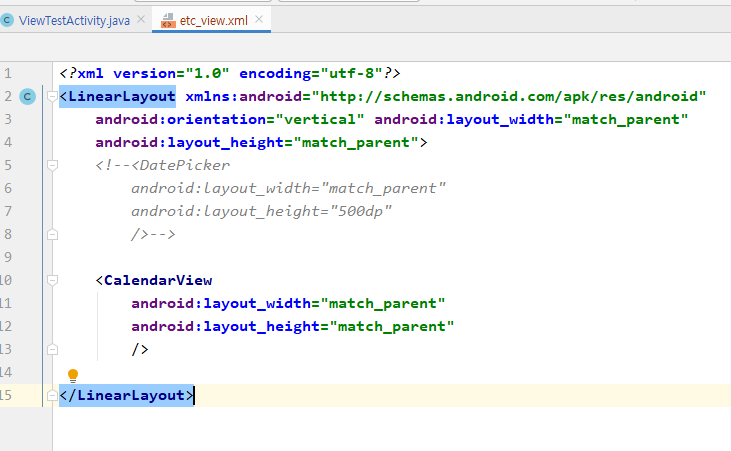 ViewTestActivity.java etc_view.xml
1 <?xml version="1.0" encoding="utf-8"?>
2 <LinearLayout xmlns:android="http://schemas.android.com/apk/res/android"
3 android:orientation="vertical" android:layout_width="match_parent"
4 android:layout_height="match_parent">
5 <!--<DatePicker
6 android:layout_width="match_parent"
7 android:layout_height="500dp"
8 />-->
9
10 <CalendarView
11 android:layout_width="match_parent"
12 android:layout_height="match_parent"
13 />
14
15 </LinearLayout>